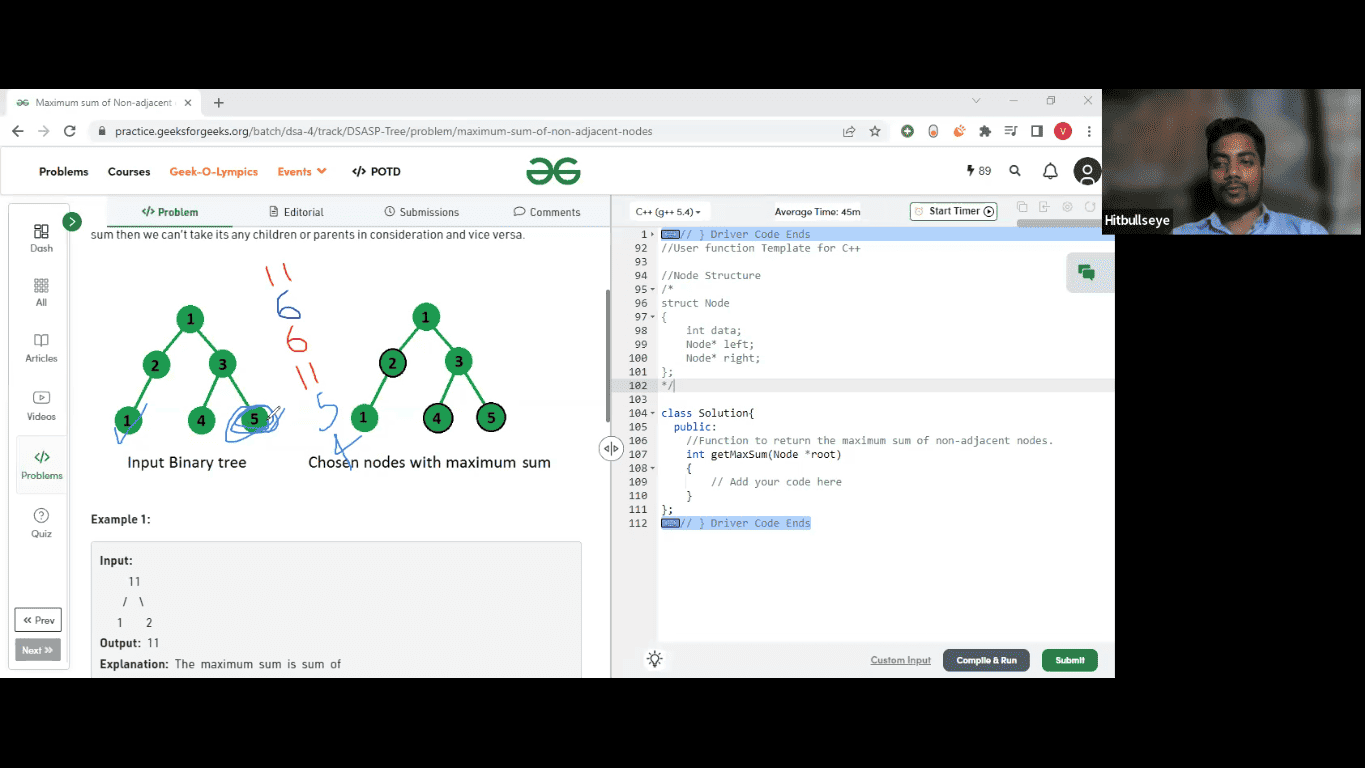 Maximum sum of Non-adjacent
practice.geeksforgeeks.org/batch/dsa-4/track/DSASP-Tree/problem/maximum-sum-of-non-adjacent-nodes
V
Problems Courses Geek-O-Lympics Events </> POTD
89
Hitbullseye
</> Problem Editorial Submissions Comments
C++ (g++ 5.4) Average Time: 45m Start Timer
Dash
All
Articles
Videos
Problems
Quiz
« Prev
Next »
sum then we can't take its any children or parents in consideration and vice versa.
11
6
6
11
5
4
1
2 3
1 4 5
Input Binary tree
1
2 3
1 4 5
Chosen nodes with maximum sum
Example 1:
Input:
11
/ \
1 2
Output: 11
Explanation: The maximum sum is sum of
1 // } Driver Code Ends
92 //User function Template for C++
93
94 //Node Structure
95 /*
96 struct Node
97 {
98 int data;
99 Node* left;
100 Node* right;
101 };
102 */
103
104 class Solution{
105 public:
106 //Function to return the maximum sum of non-adjacent nodes.
107 int getMaxSum(Node *root)
108 {
109 // Add your code here
110 }
111 };
112 // } Driver Code Ends
Custom Input Compile & Run Submit